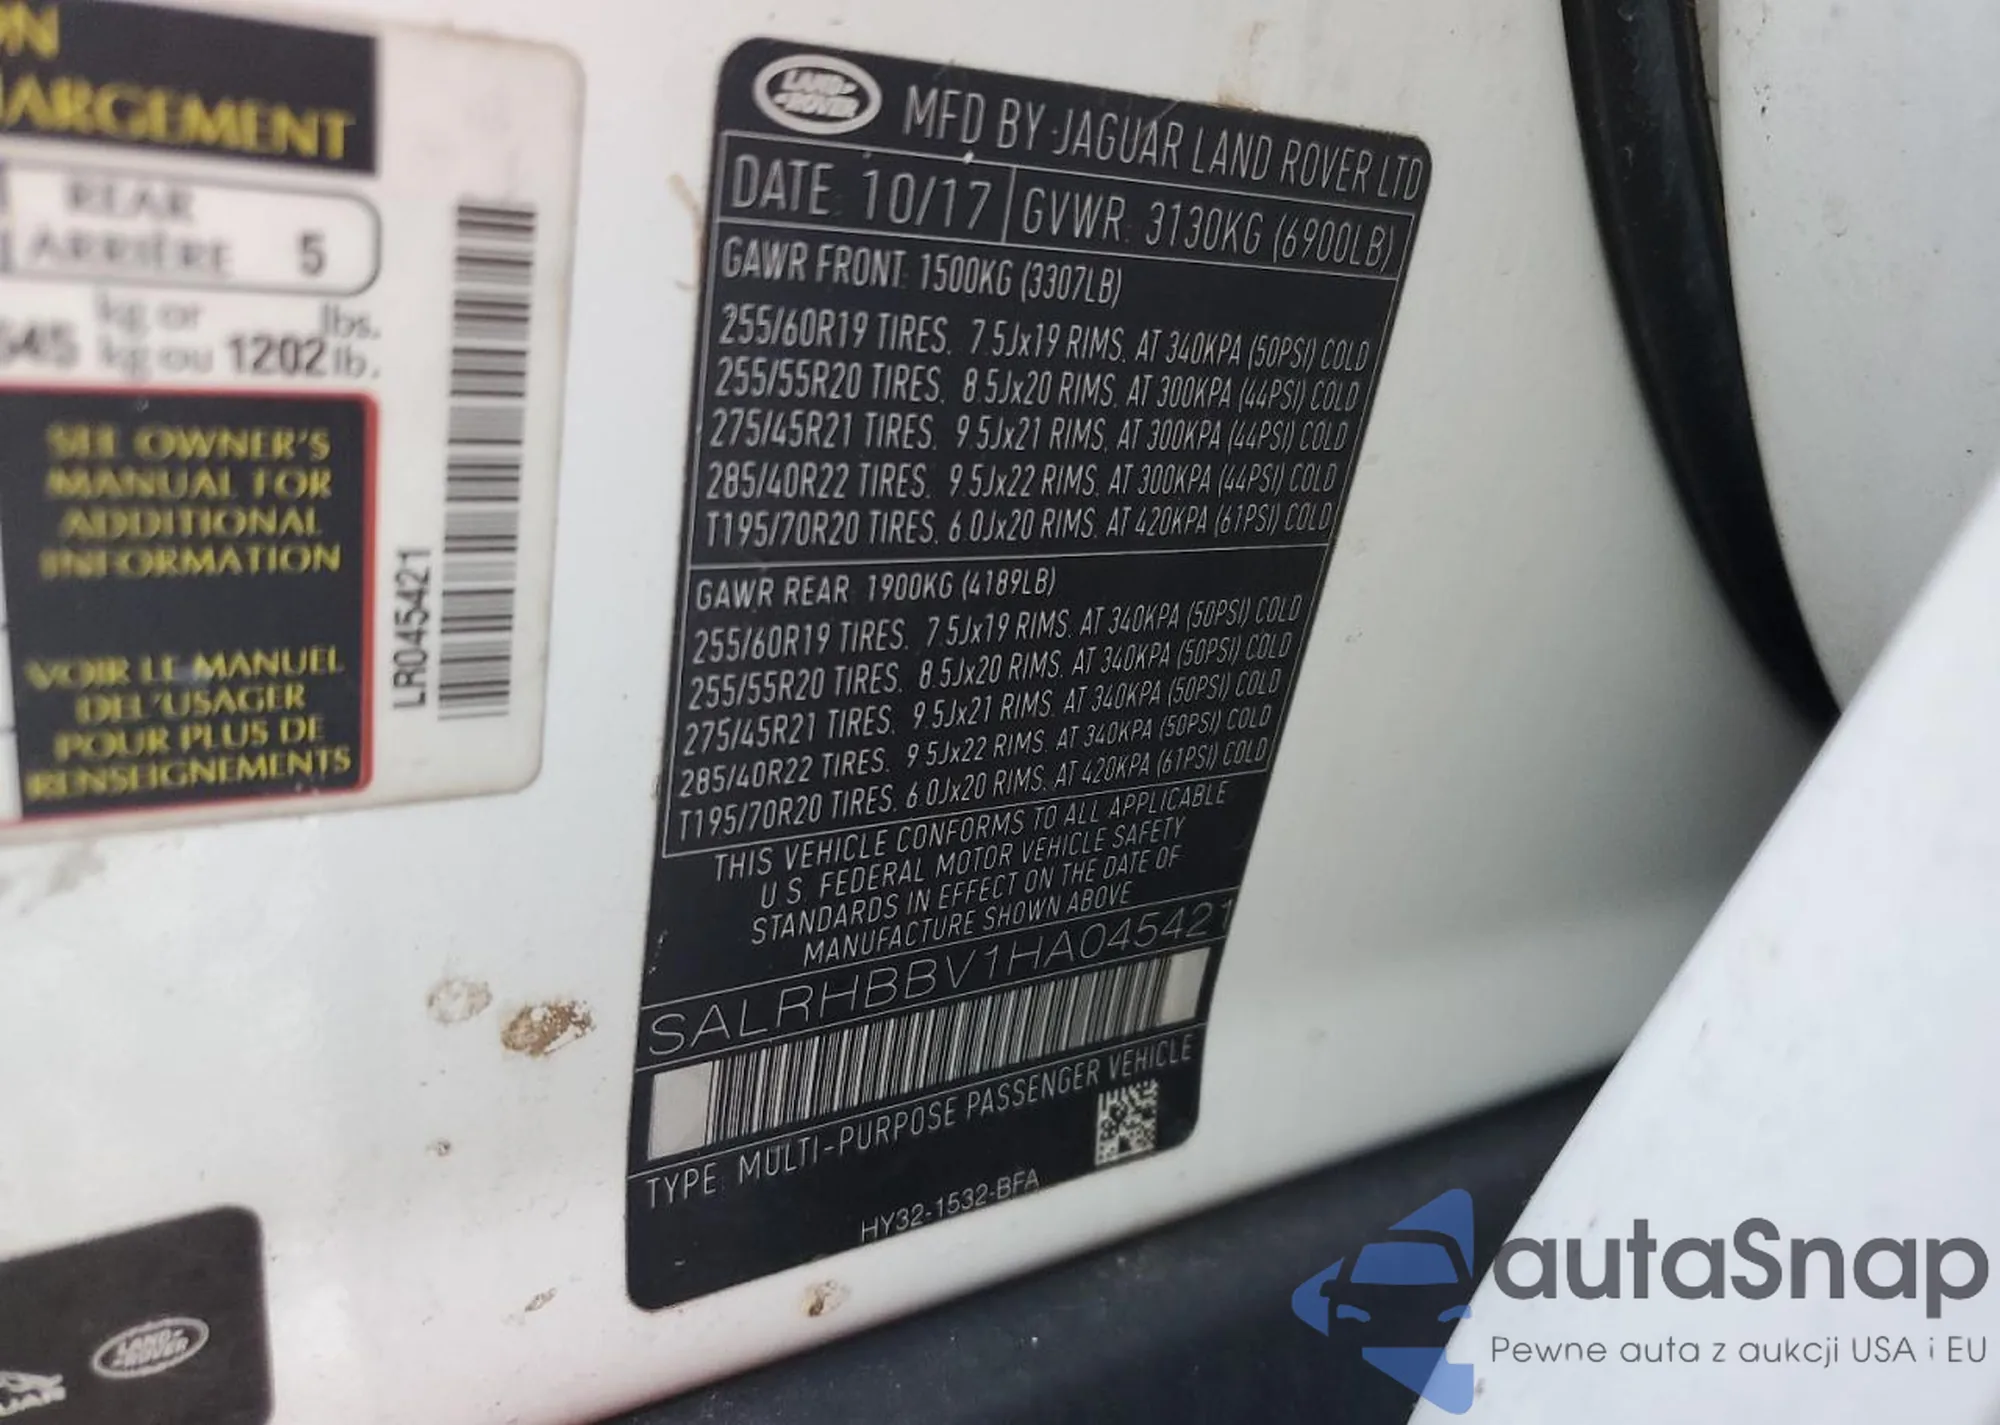 ON
ARGEMENT
REAR
ARRIÈRE 5
kg or lbs.
645 kg ou 1202 lb.
SEE OWNER'S
MANUAL FOR
ADDITIONAL
INFORMATION
VOIR LE MANUEL
DEL'USAGER
POUR PLUS DE
RENSEIGNEMENTS
LR045421
LAND-
-ROVER
MFD BY JAGUAR LAND ROVER LTD
DATE: 10/17 GVWR: 3130KG (6900LB)
GAWR FRONT: 1500KG (3307LB)
255/60R19 TIRES, 7.5Jx19 RIMS, AT 340KPA (50PSI) COLD
255/55R20 TIRES, 8.5Jx20 RIMS, AT 300KPA (44PSI) COLD
275/45R21 TIRES, 9.5Jx21 RIMS, AT 300KPA (44PSI) COLD
285/40R22 TIRES, 9.5Jx22 RIMS, AT 300KPA (44PSI) COLD
T195/70R20 TIRES, 6.0Jx20 RIMS, AT 420KPA (61PSI) COLD
GAWR REAR: 1900KG (4189LB)
255/60R19 TIRES, 7.5Jx19 RIMS, AT 340KPA (50PSI) COLD
255/55R20 TIRES, 8.5Jx20 RIMS, AT 340KPA (50PSI) COLD
275/45R21 TIRES, 9.5Jx21 RIMS, AT 340KPA (50PSI) COLD
285/40R22 TIRES, 9.5Jx22 RIMS, AT 340KPA (50PSI) COLD
T195/70R20 TIRES, 6.0Jx20 RIMS, AT 420KPA (61PSI) COLD
THIS VEHICLE CONFORMS TO ALL APPLICABLE
U.S. FEDERAL MOTOR VEHICLE SAFETY
STANDARDS IN EFFECT ON THE DATE OF
MANUFACTURE SHOWN ABOVE
SALRHBBV1HA045421
TYPE: MULTI-PURPOSE PASSENGER VEHICLE
HY32-1532-BFA
LAND-
-ROVER
UAR
autaSnap
Pewne auta z aukcji USA i EU